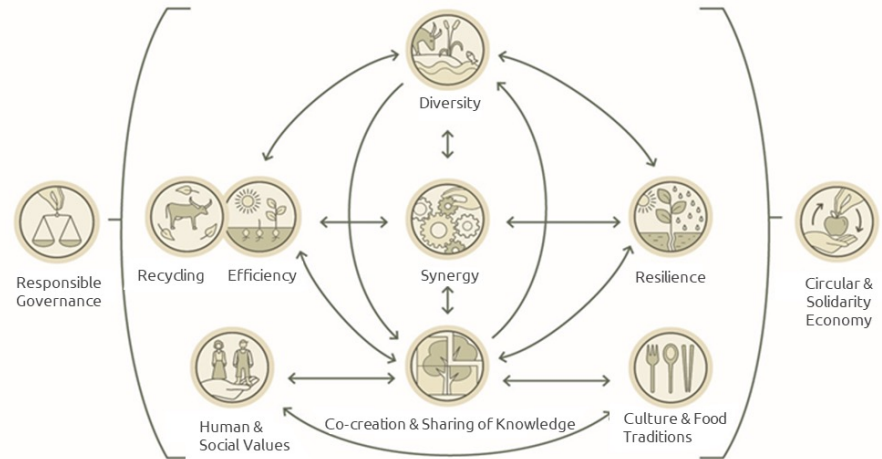 Diversity
Recycling
Efficiency
Synergy
Resilience
Responsible
Governance
Circular &
Solidarity
Economy
Human &
Social Values
Co-creation & Sharing of Knowledge
Culture & Food
Traditions